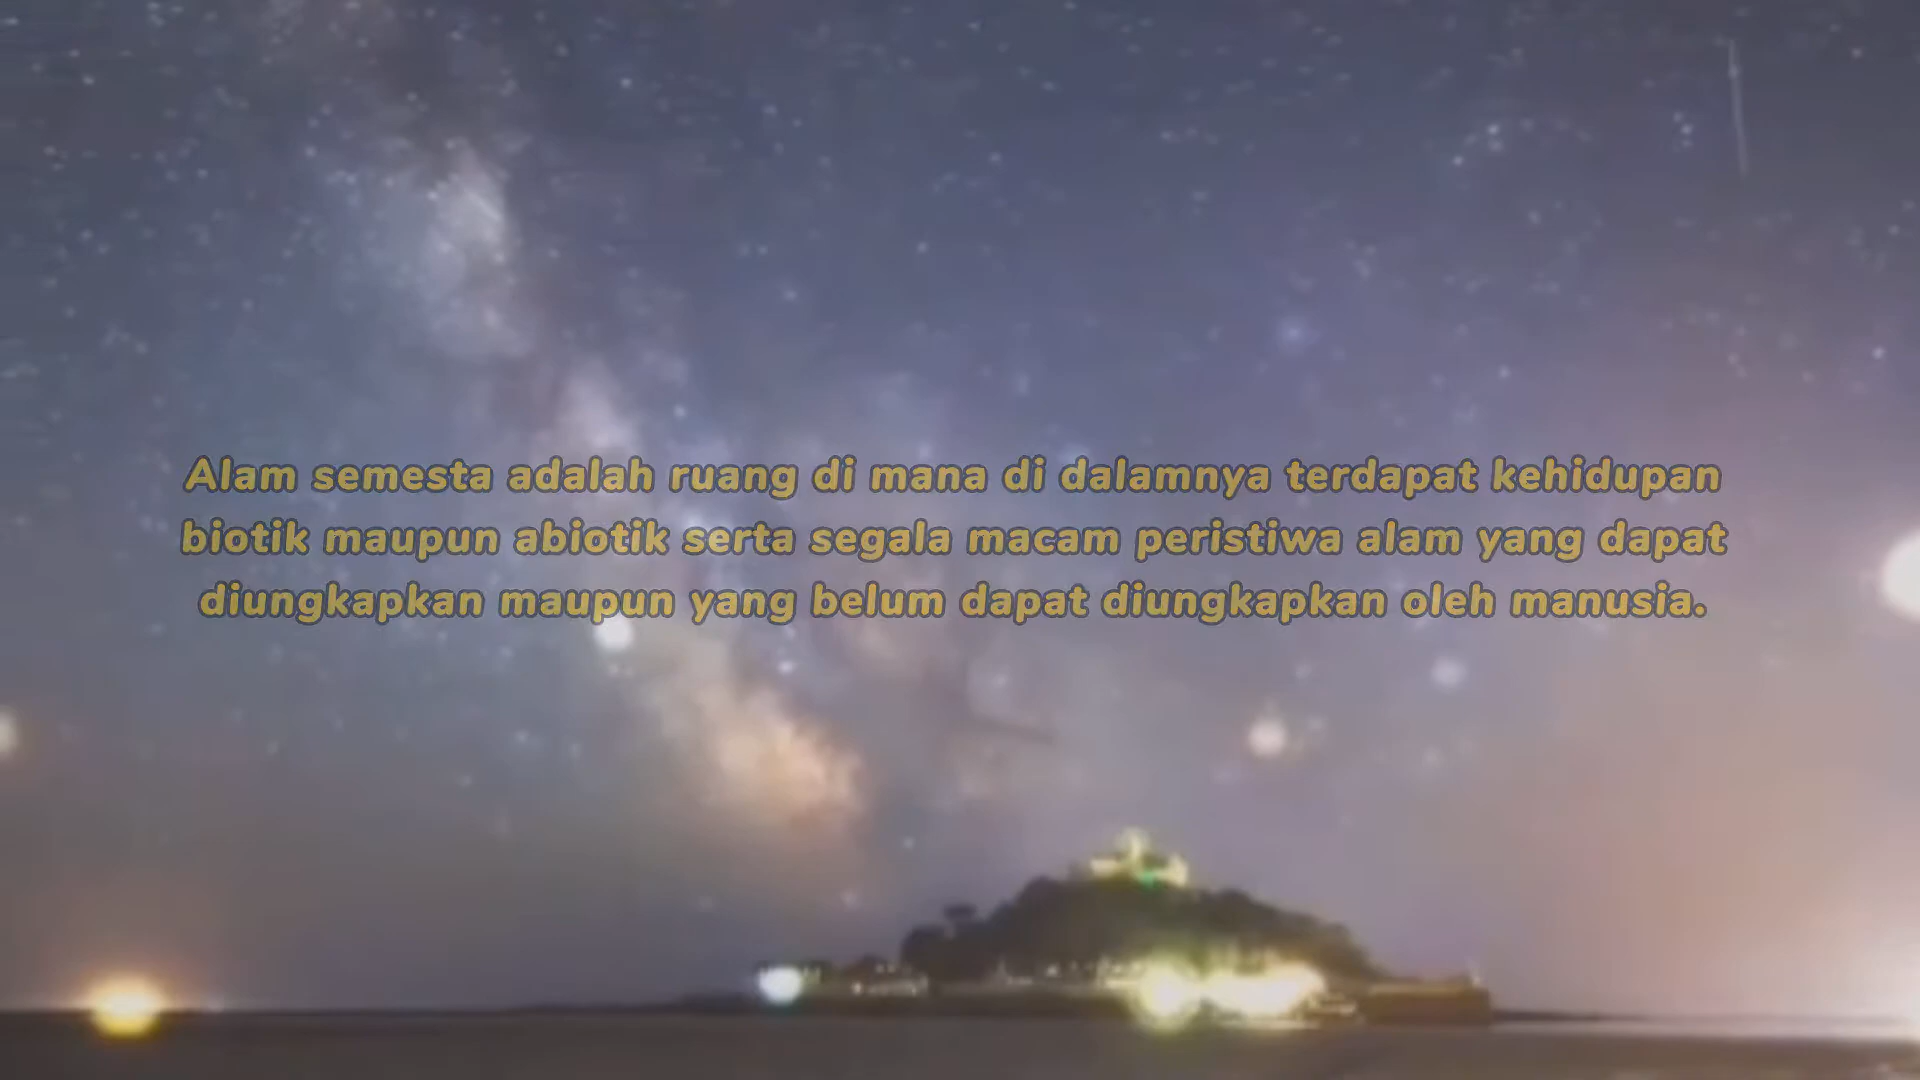 Alam semesta adalah ruang di mana di dalamnya terdapat kehidupan
biotik maupun abiotik serta segala macam peristiwa alam yang dapat
diungkapkan maupun yang belum dapat diungkapkan oleh manusia.